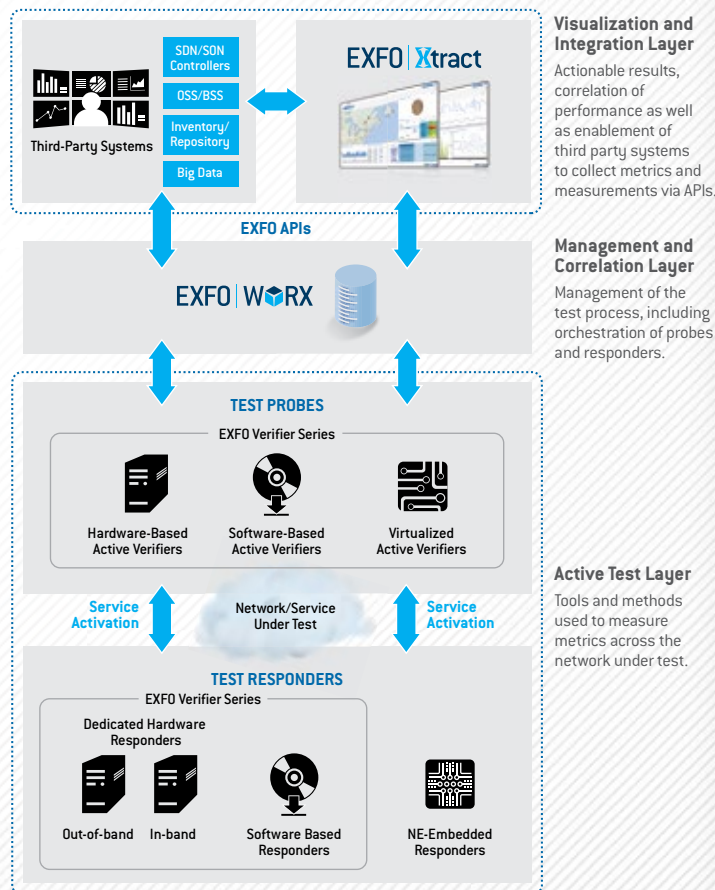 SDN/SON
Controllers
OSS/BSS
Inventory/
Repository
Big Data
Third-Party Systems
EXFO Xtract
Visualization and
Integration Layer
Actionable results,
correlation of
performance as well
as enablement of
third party systems
to collect metrics and
measurements via APIs.
EXFO APIs
EXFO WORX
Management and
Correlation Layer
Management of the
test process, including
orchestration of probes
and responders.
TEST PROBES
EXFO Verifier Series
Hardware-Based
Active Verifiers
Software-Based
Active Verifiers
Virtualized
Active Verifiers
Service
Activation
Network/Service
Under Test
Service
Activation
Active Test Layer
Tools and methods
used to measure
metrics across the
network under test.
TEST RESPONDERS
EXFO Verifier Series
Dedicated Hardware
Responders
Out-of-band
In-band
Software Based
Responders
NE-Embedded
Responders